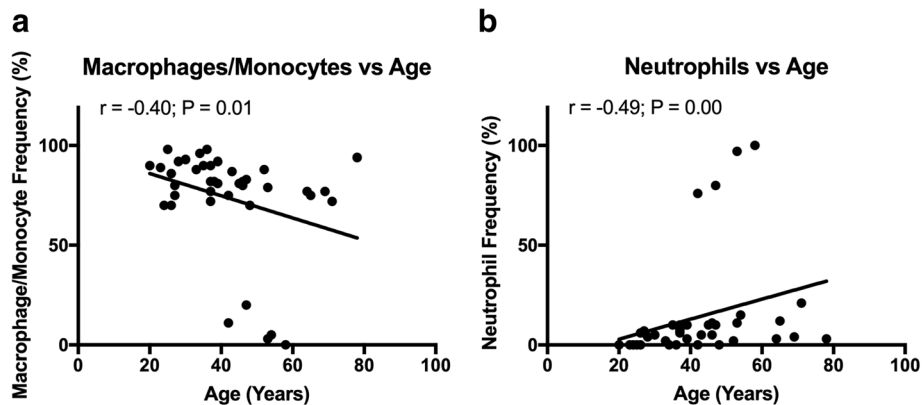 a
Macrophages/Monocytes vs Age
r = -0.40; P = 0.01
Macrophage/Monocyte Frequency (%)
100
50
0
0 20 40 60 80 100
Age (Years)
b
Neutrophils vs Age
r = -0.49; P = 0.00
Neutrophil Frequency (%)
100
50
0
0 20 40 60 80 100
Age (Years)